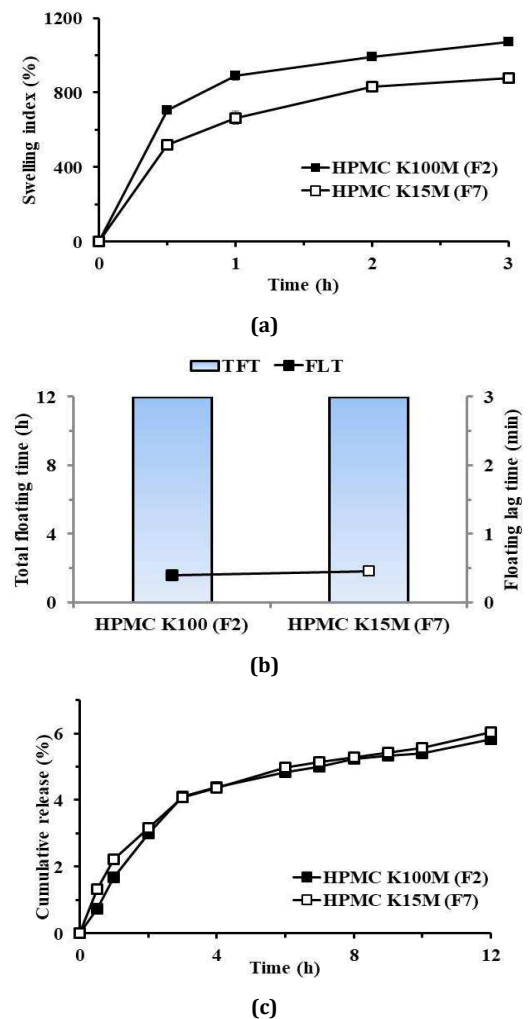 1200
800
400
0
Swelling index (%)
HPMC K100M (F2)
HPMC K15M (F7)
0 1 2 3
Time (h)
(a)
TFT FLT
12
8
4
0
Total floating time (h)
3
2
1
0
Floating lag time (min)
HPMC K100 (F2) HPMC K15M (F7)
(b)
6
4
2
0
Cumulative release (%)
HPMC K100M (F2)
HPMC K15M (F7)
0 4 8 12
Time (h)
(c)